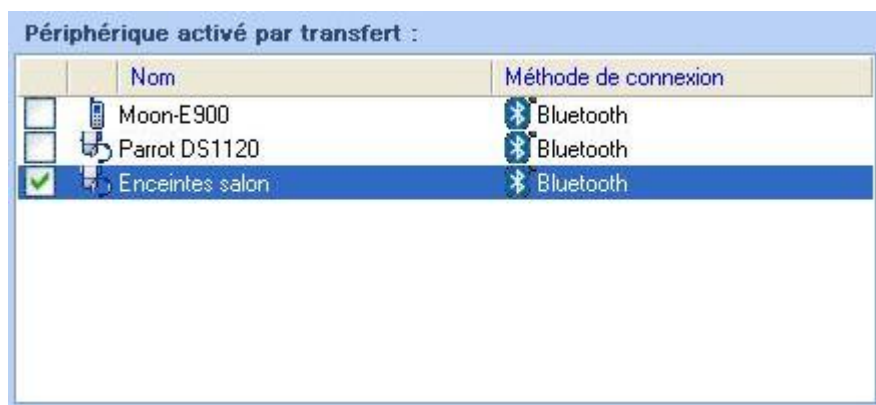 Périphérique activé par transfert :
Nom Méthode de connexion
Moon-E900 Bluetooth
Parrot DS1120 Bluetooth
Enceintes salon Bluetooth